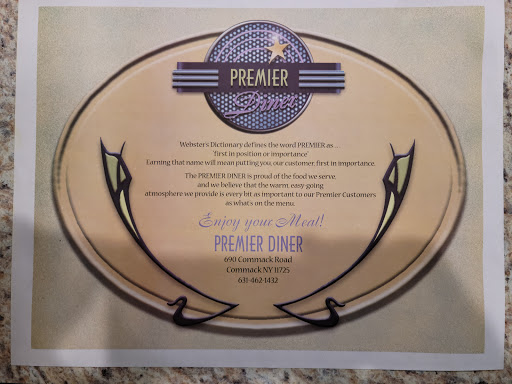 PREMIER
Diner
Webster's Dictionary defines the word PREMIER as ...
'first in position or importance'
Earning that name will mean putting you, our customer, first in importance.
The PREMIER DINER is proud of the food we serve,
and we believe that the warm, easy-going
atmosphere we provide is every bit as important to our Premier Customers
as what's on the menu.
Enjoy your Meal!
PREMIER DINER
690 Commack Road
Commack NY 11725
631-462-1432